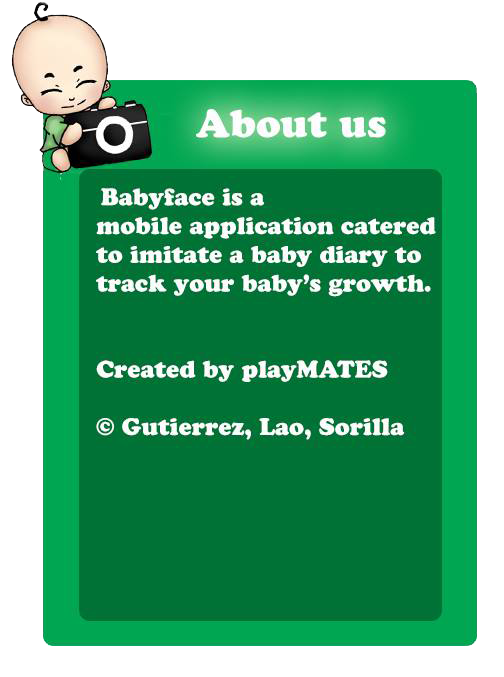 About us
Babyface is a
mobile application catered
to imitate a baby diary to
track your baby’s growth.
Created by playMATES
© Gutierrez, Lao, Sorilla